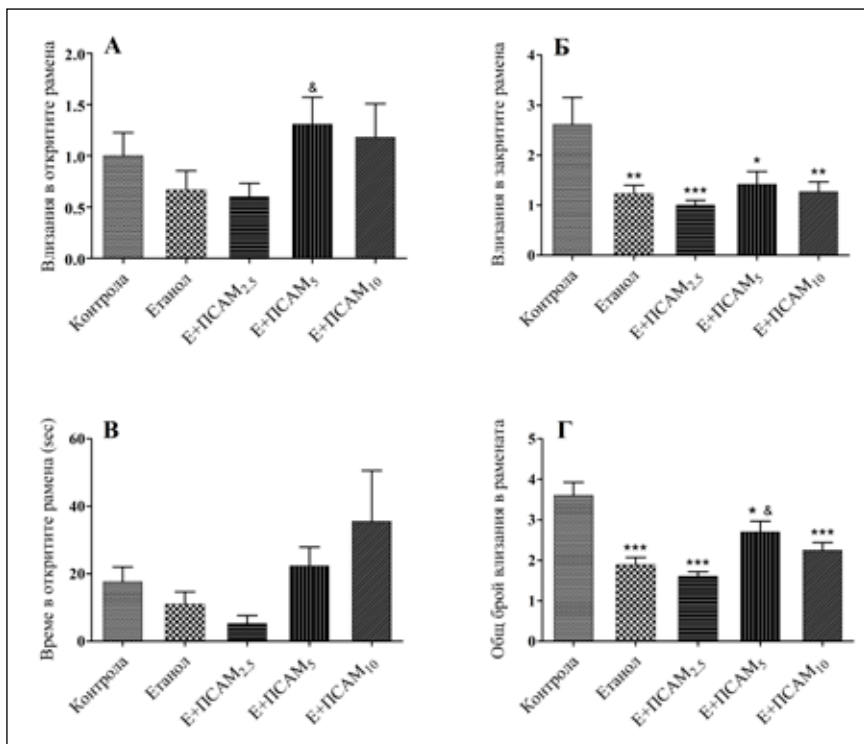 А
Влизания в откритите рамена
2.0
1.5
1.0
0.5
0.0
&
Контрола
Етанол
Е+ПСАМ2,5
Е+ПСАМ5
Е+ПСАМ10
Б
Влизания в закритите рамена
4
3
2
1
0
**
***
*
**
Контрола
Етанол
Е+ПСАМ2,5
Е+ПСАМ5
Е+ПСАМ10
В
Време в откритите рамена (sec)
60
40
20
0
Контрола
Етанол
Е+ПСАМ2,5
Е+ПСАМ5
Е+ПСАМ10
Г
Общ брой влизания в рамената
5
4
3
2
1
0
***
***
* &
***
Контрола
Етанол
Е+ПСАМ2,5
Е+ПСАМ5
Е+ПСАМ10